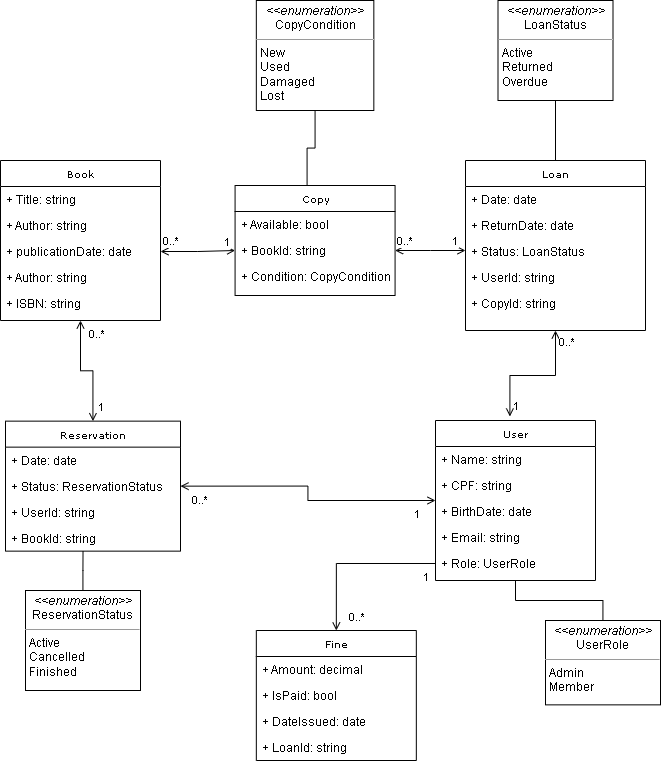 <<enumeration>>
CopyCondition
New
Used
Damaged
Lost
<<enumeration>>
LoanStatus
Active
Returned
Overdue
Book
+ Title: string
+ Author: string
+ publicationDate: date
+ Author: string
+ ISBN: string
0..*
1
Copy
+ Available: bool
+ BookId: string
+ Condition: CopyCondition
0..*
1
Loan
+ Date: date
+ ReturnDate: date
+ Status: LoanStatus
+ UserId: string
+ CopyId: string
0..*
1
0..*
1
Reservation
+ Date: date
+ Status: ReservationStatus
+ UserId: string
+ BookId: string
0..*
1
User
+ Name: string
+ CPF: string
+ BirthDate: date
+ Email: string
+ Role: UserRole
1
0..*
<<enumeration>>
ReservationStatus
Active
Cancelled
Finished
Fine
+ Amount: decimal
+ IsPaid: bool
+ DateIssued: date
+ LoanId: string
<<enumeration>>
UserRole
Admin
Member